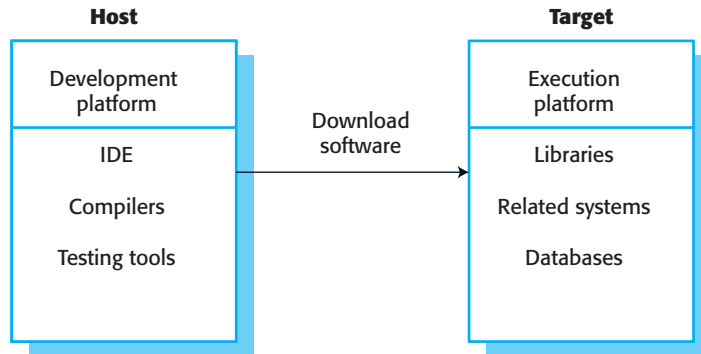 Host
Development
platform
IDE
Compilers
Testing tools
Download
software
Target
Execution
platform
Libraries
Related systems
Databases